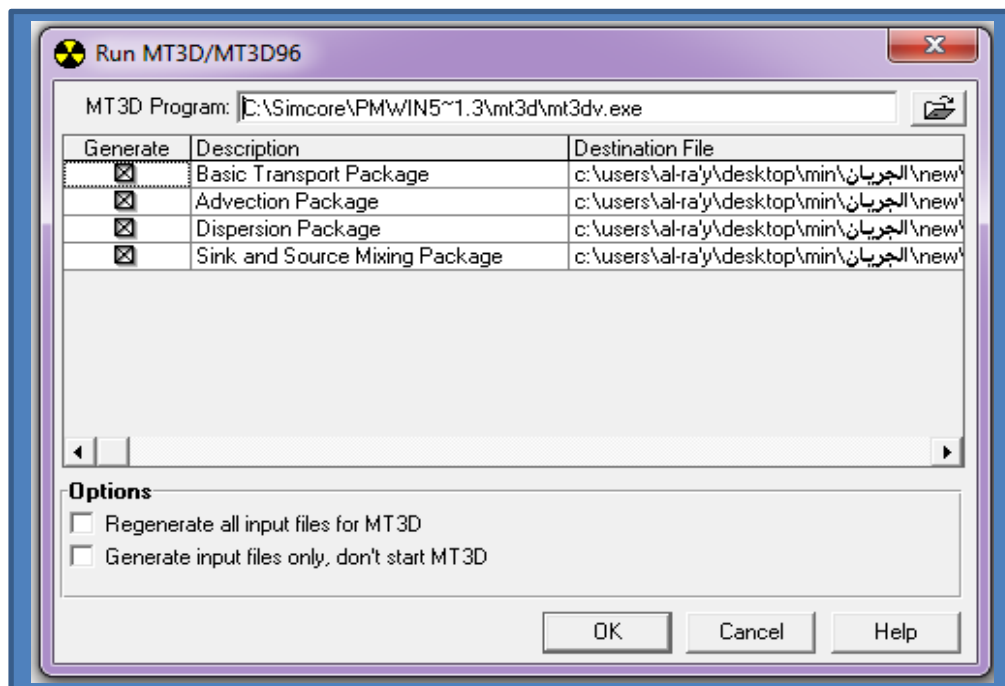 Run MT3D/MT3D96
MT3D Program: C:\Simcore\PMWIN5~1.3\mt3d\mt3dv.exe
Generate Description Destination File
Basic Transport Package c:\users\al-ra'y\desktop\min\الجريان\new\
Advection Package c:\users\al-ra'y\desktop\min\الجريان\new\
Dispersion Package c:\users\al-ra'y\desktop\min\الجريان\new\
Sink and Source Mixing Package c:\users\al-ra'y\desktop\min\الجريان\new\
Options
Regenerate all input files for MT3D
Generate input files only, don't start MT3D
OK Cancel Help